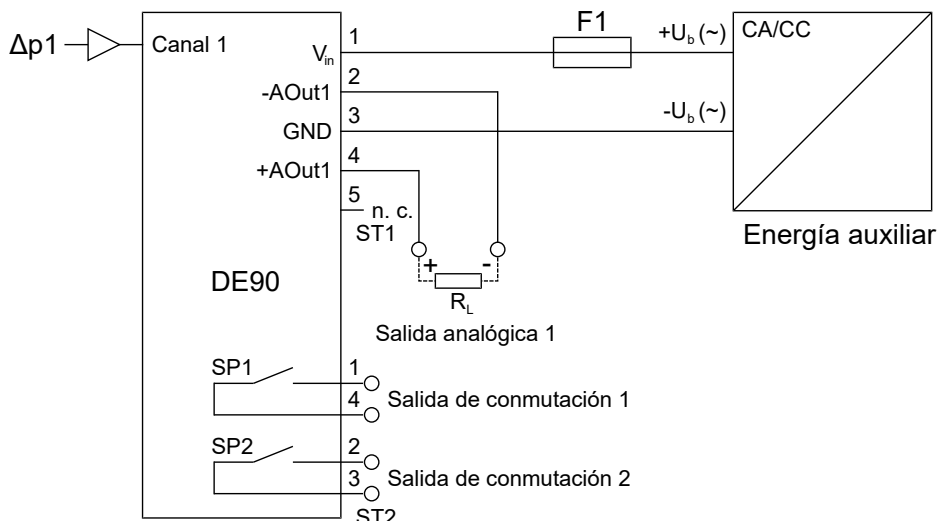 Δp1
Canal 1
Vin
1
F1
+Ub (~)
CA/CC
-AOut1
2
GND
3
-Ub (~)
+AOut1
4
5
n. c.
ST1
Energía auxiliar
DE90
+
-
RL
Salida analógica 1
SP1
1
4
Salida de conmutación 1
SP2
2
3
Salida de conmutación 2
ST2